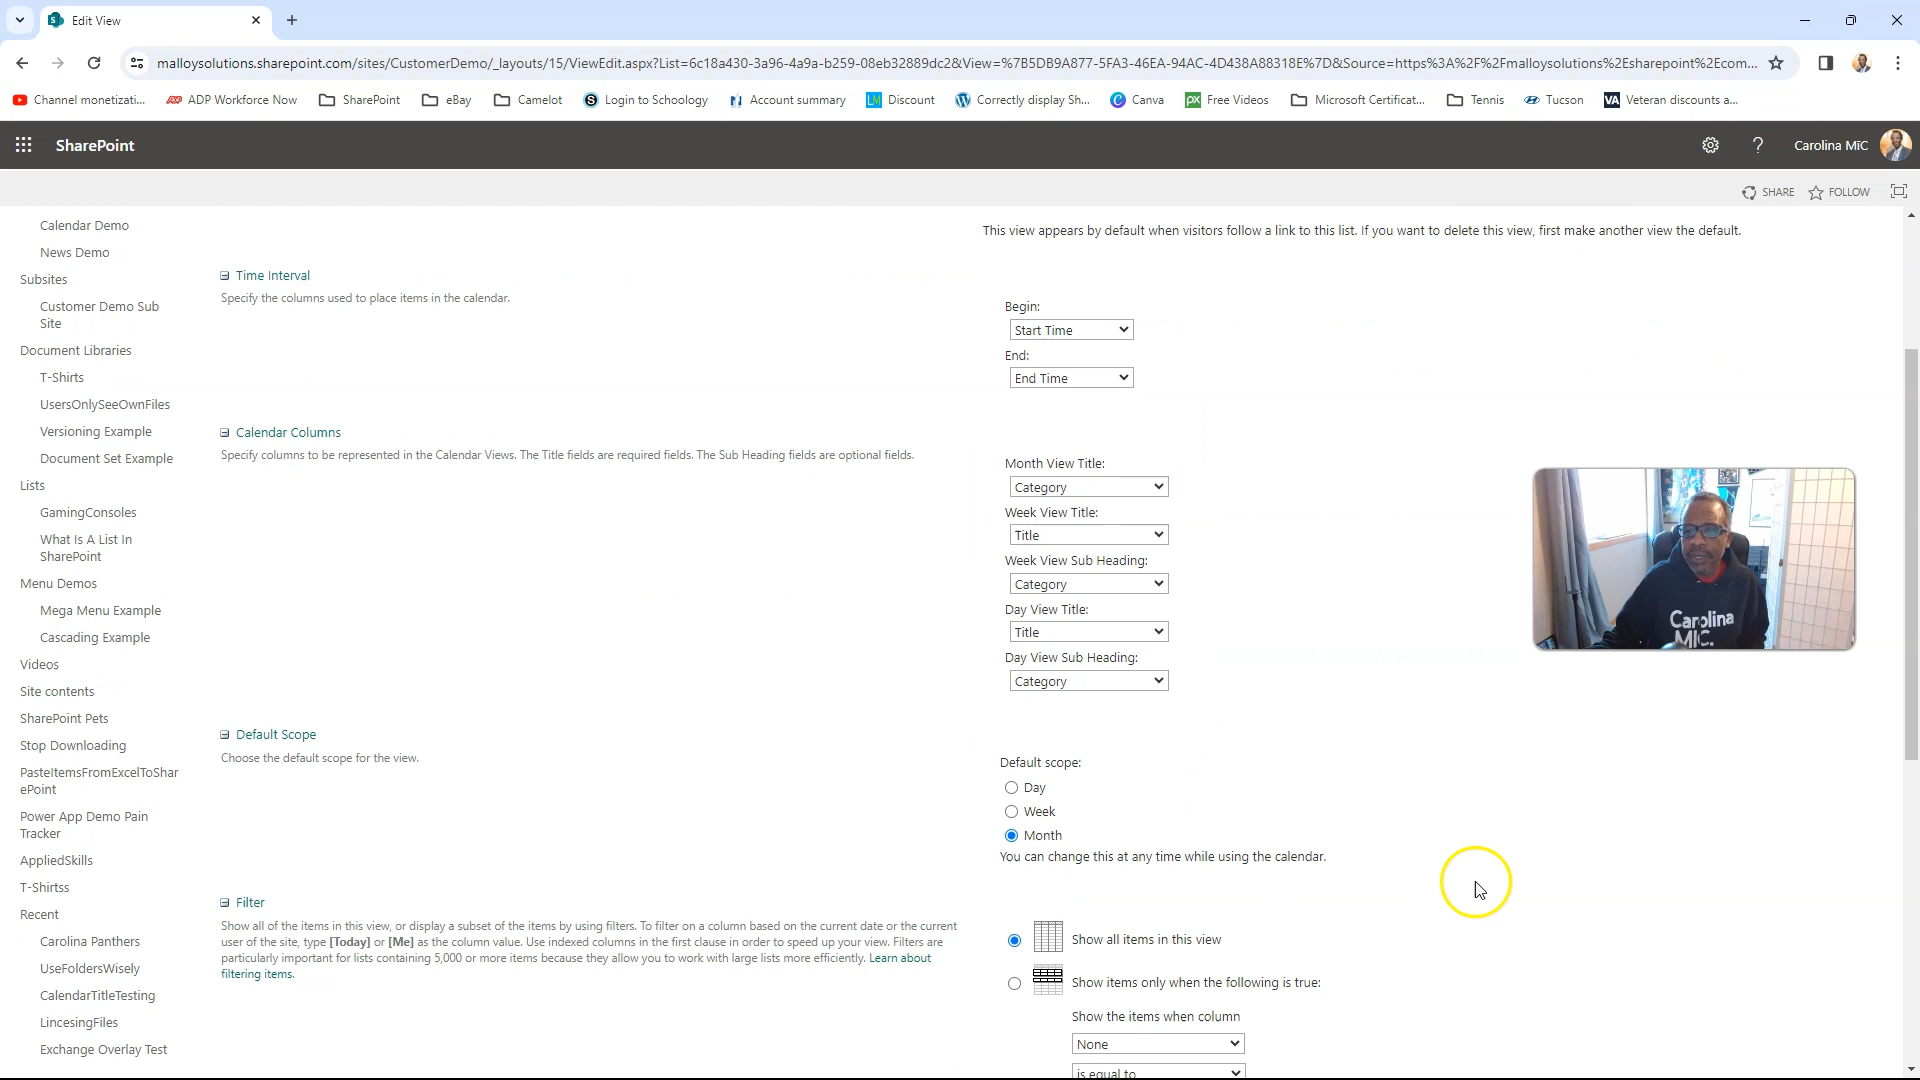 Edit View
malloysolutions.sharepoint.com/sites/CustomerDemo/_layouts/15/ViewEdit.aspx?List=6c18a430-3a96-4a9a-b259-08eb32889dc2&View=%7B5DB9A877-5FA3-46EA-94AC-4D438A88318E%7D&Source=https%3A%2F%2Fmalloysolutions%2Esharepoint%2Ecom...
Channel monetizati...
ADP Workforce Now
SharePoint
eBay
Camelot
Login to Schoology
Account summary
LM Discount
Correctly display Sh...
Canva
px Free Videos
Microsoft Certificat...
Tennis
Tucson
VA Veteran discounts a...
SharePoint
? Carolina MiC
SHARE
FOLLOW
Calendar Demo
News Demo
Subsites
Customer Demo Sub
Site
Document Libraries
T-Shirts
UsersOnlySeeOwnFiles
Versioning Example
Document Set Example
Lists
GamingConsoles
What Is A List In
SharePoint
Menu Demos
Mega Menu Example
Cascading Example
Videos
Site contents
SharePoint Pets
Stop Downloading
PasteItemsFromExcelToShar
ePoint
Power App Demo Pain
Tracker
AppliedSkills
T-Shirtss
Recent
Carolina Panthers
UseFoldersWisely
CalendarTitleTesting
LincesingFiles
Exchange Overlay Test
This view appears by default when visitors follow a link to this list. If you want to delete this view, first make another view the default.
Time Interval
Specify the columns used to place items in the calendar.
Begin:
Start Time
End:
End Time
Calendar Columns
Specify columns to be represented in the Calendar Views. The Title fields are required fields. The Sub Heading fields are optional fields.
Month View Title:
Category
Week View Title:
Title
Week View Sub Heading:
Category
Day View Title:
Title
Day View Sub Heading:
Category
Carolina
MIC.
Default Scope
Choose the default scope for the view.
Default scope:
Day
Week
Month
You can change this at any time while using the calendar.
Filter
Show all of the items in this view, or display a subset of the items by using filters. To filter on a column based on the current date or the current
user of the site, type [Today] or [Me] as the column value. Use indexed columns in the first clause in order to speed up your view. Filters are
particularly important for lists containing 5,000 or more items because they allow you to work with large lists more efficiently. Learn about
filtering items.
Show all items in this view
Show items only when the following is true:
Show the items when column
None
is equal to